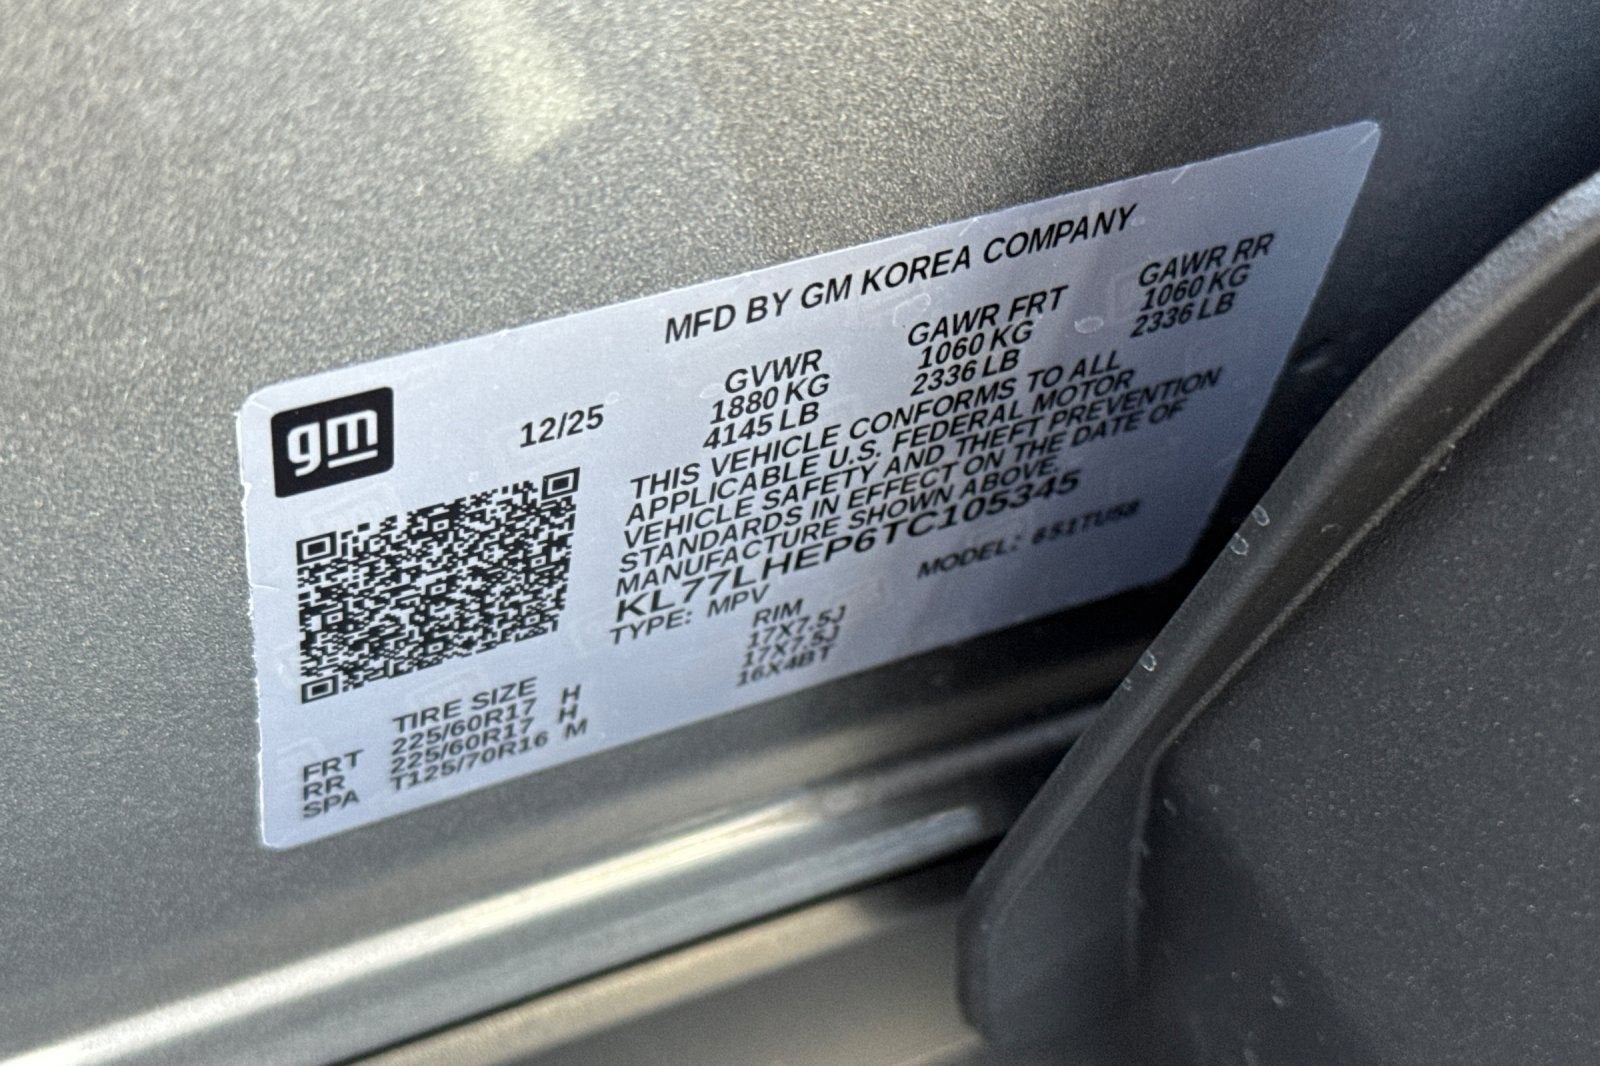 MFD BY GM KOREA COMPANY
gm
12/25
GVWR GAWR FRT GAWR RR
1880 KG 1060 KG 1060 KG
4145 LB 2336 LB 2336 LB
THIS VEHICLE CONFORMS TO ALL
APPLICABLE U.S. FEDERAL MOTOR
VEHICLE SAFETY AND THEFT PREVENTION
STANDARDS IN EFFECT ON THE DATE OF
MANUFACTURE SHOWN ABOVE.
KL77LHEP6TC105345
TYPE: MPV MODEL:
TIRE SIZE RIM
FRT 225/60R17 H 17X7.5J
RR 225/60R17 H 17X7.5J
SPA T125/70R16 M 16X4BT